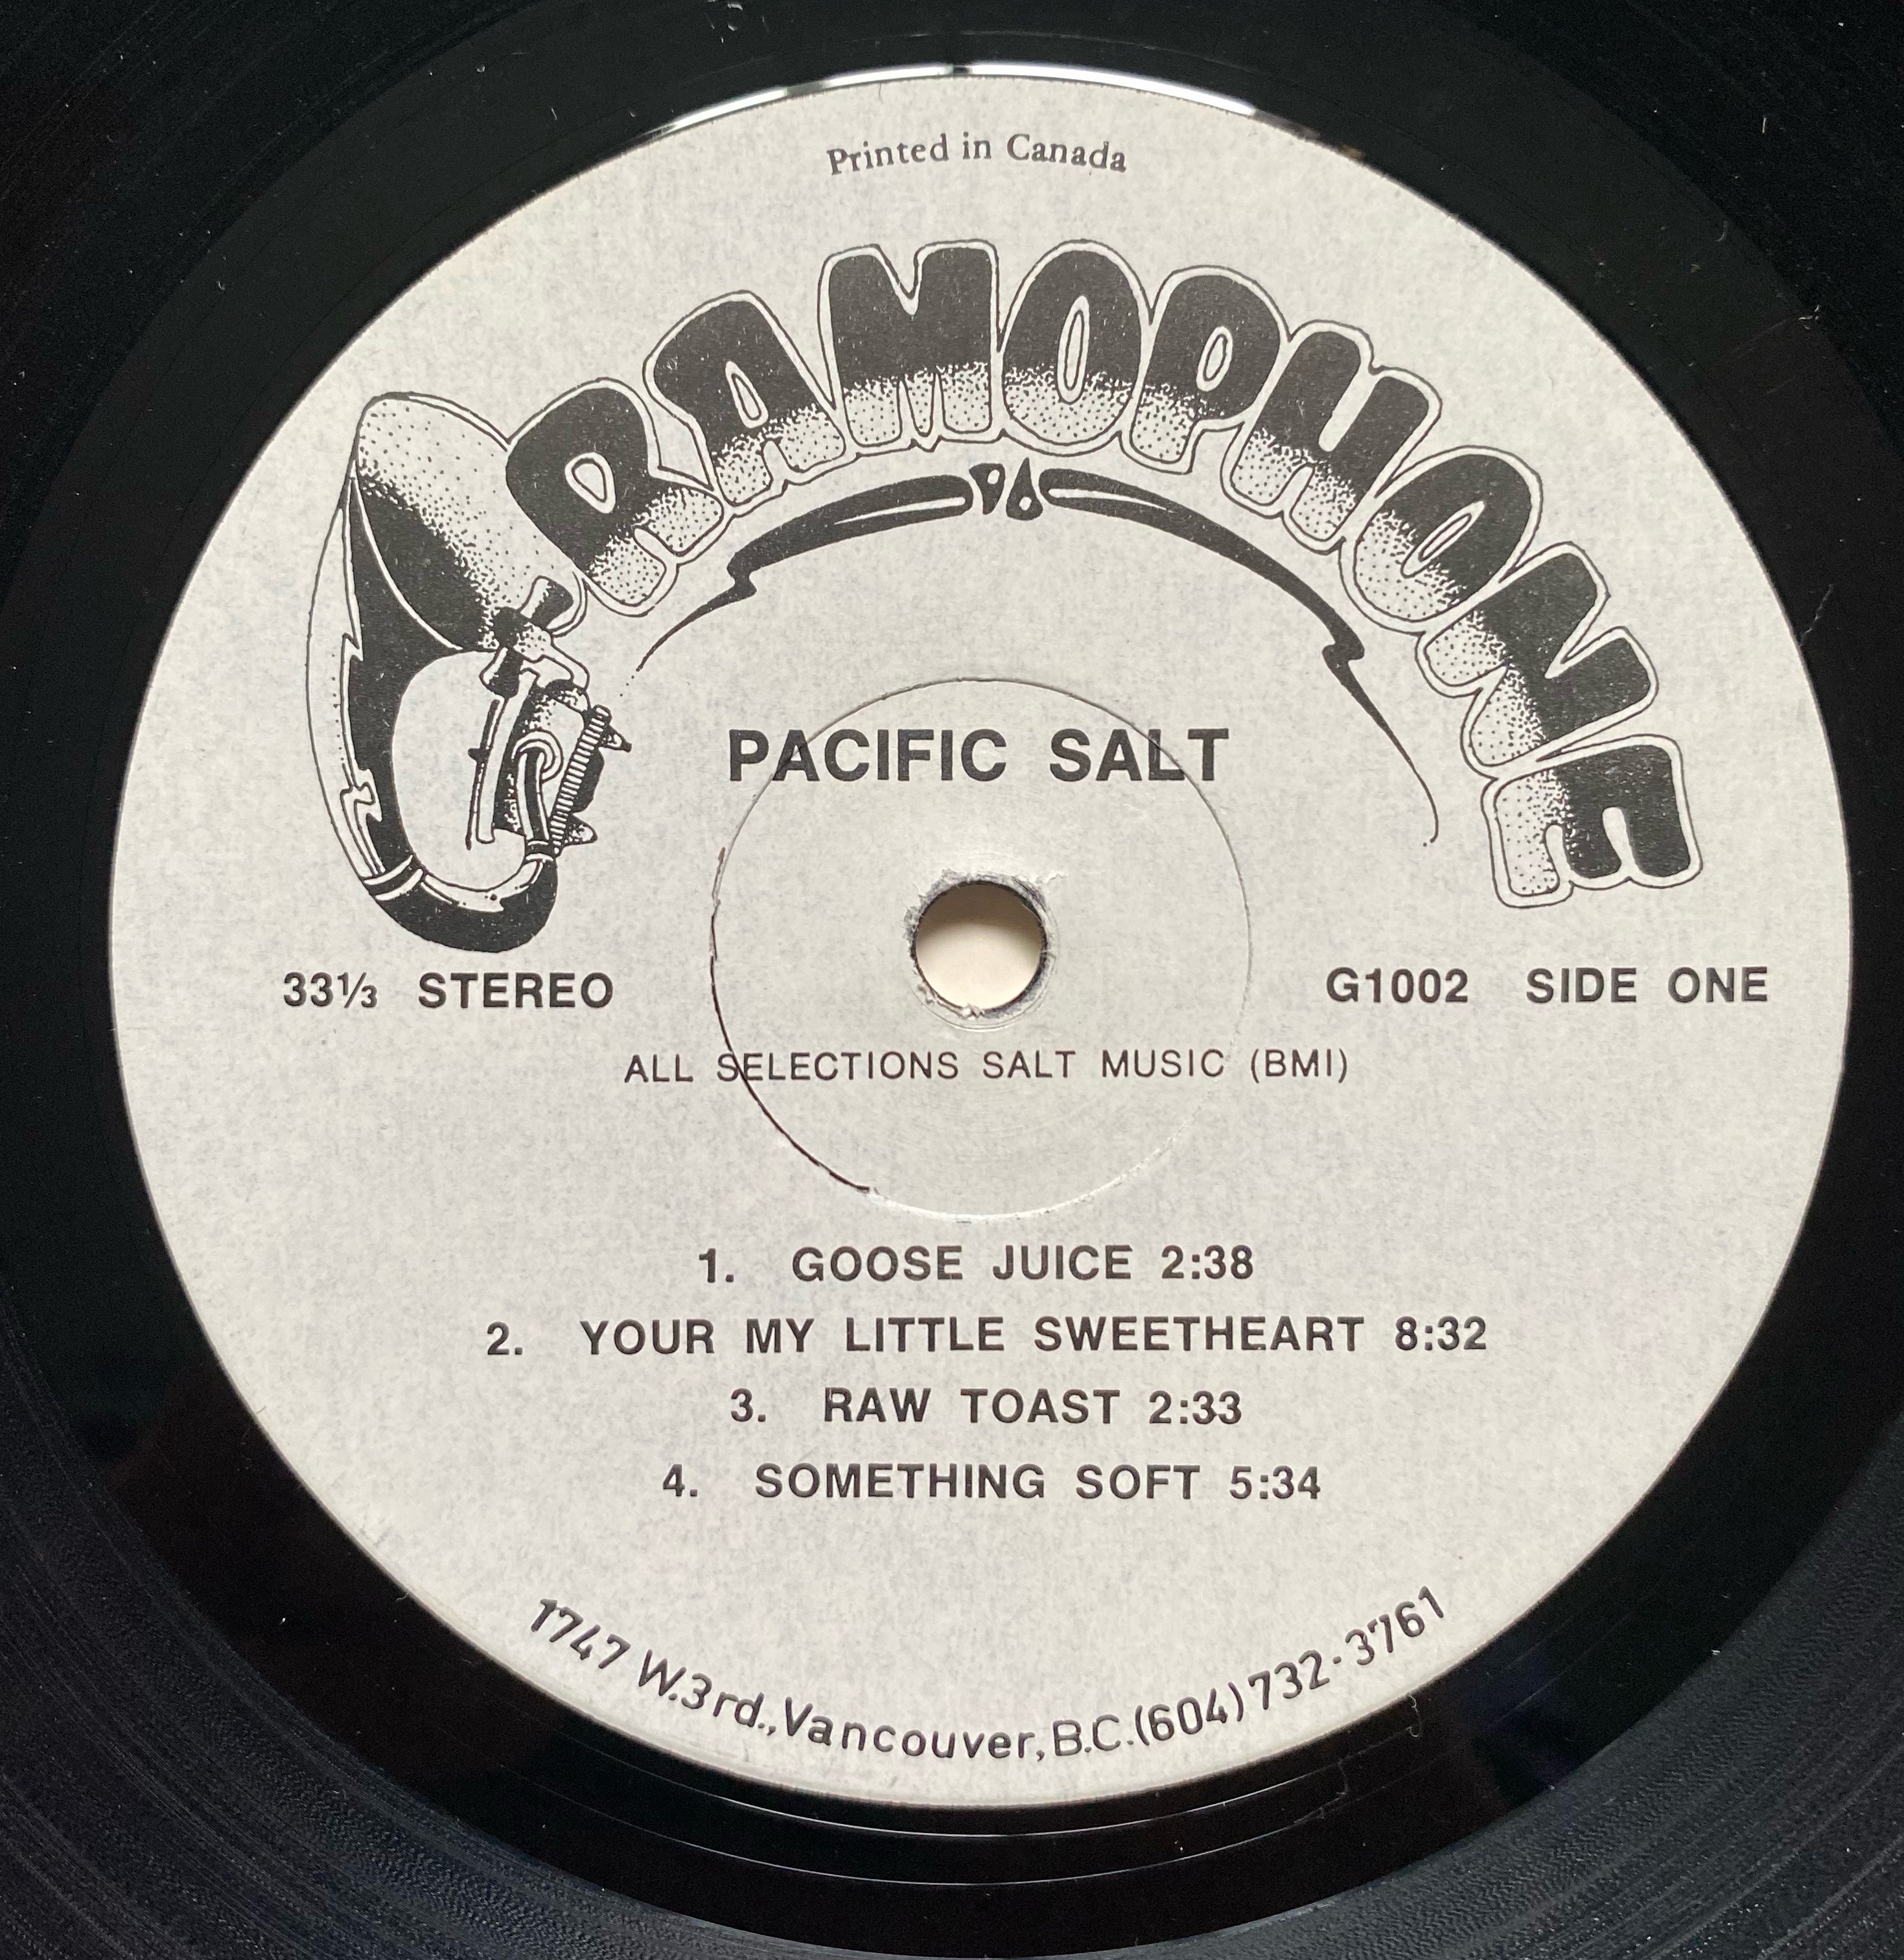 Printed in Canada
GRAMOPHONE
PACIFIC SALT
33⅓ STEREO
G1002 SIDE ONE
ALL SELECTIONS SALT MUSIC (BMI)
1. GOOSE JUICE 2:38
2. YOUR MY LITTLE SWEETHEART 8:32
3. RAW TOAST 2:33
4. SOMETHING SOFT 5:34
1747 W.3rd., Vancouver, B.C. (604) 732-3761